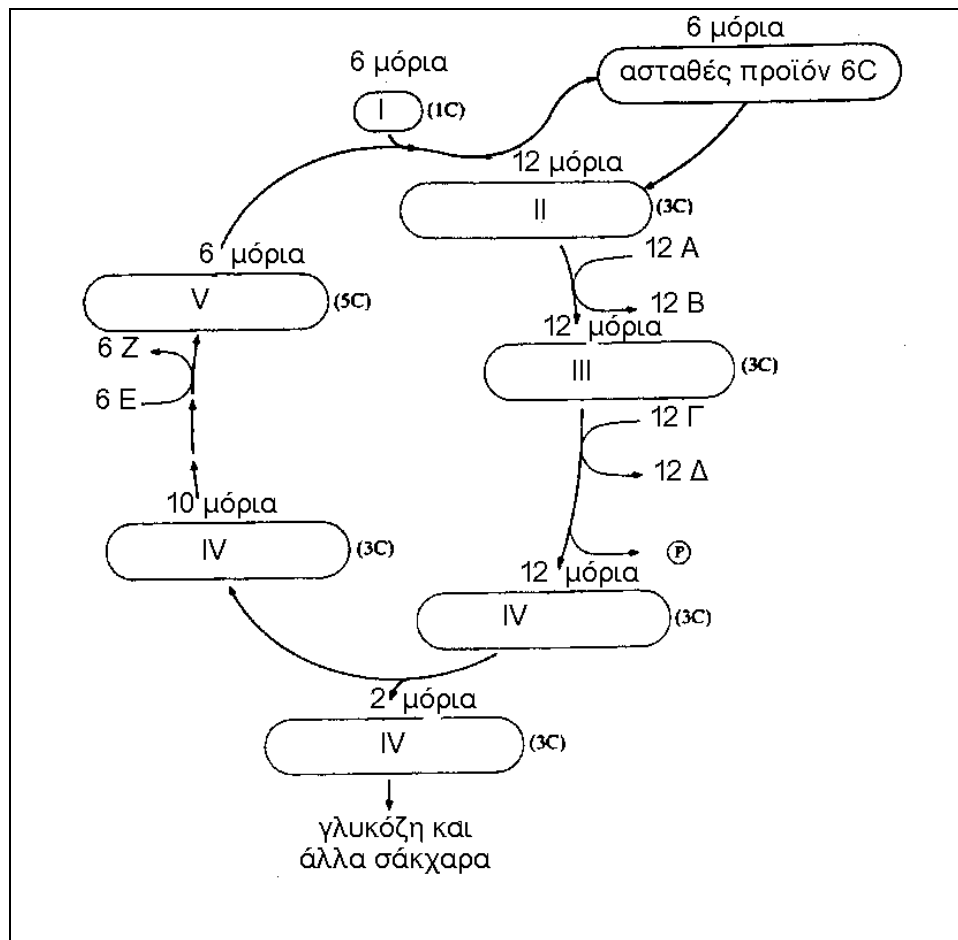 6 μόρια
ασταθές προϊόν 6C
6 μόρια
I (1C)
12 μόρια
II (3C)
12 Α
12 Β
12 μόρια
III (3C)
12 Γ
12 Δ
P
12 μόρια
IV (3C)
2 μόρια
IV (3C)
γλυκόζη και
άλλα σάκχαρα
10 μόρια
IV (3C)
6 Ε
6 Ζ
6 μόρια
V (5C)